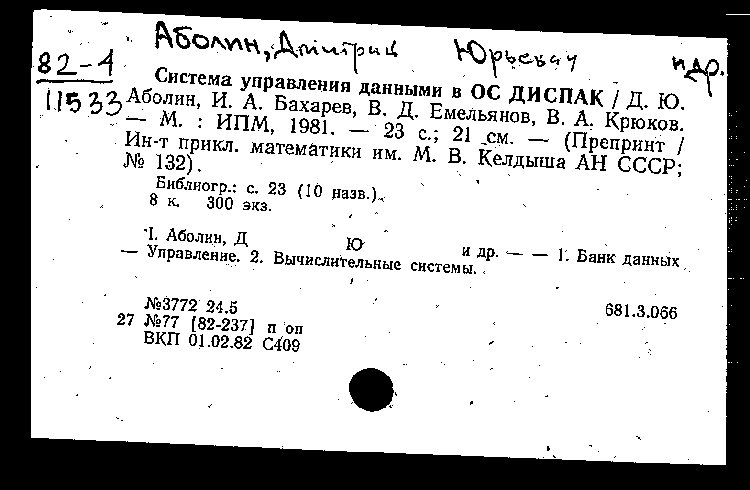 Аболин, Дмитрий Юрьевич и др.
82-4
11533
Система управления данными в ОС ДИСПАК / Д. Ю.
Аболин, И. А. Бахарев, В. Д. Емельянов, В. А. Крюков.
— М. : ИПМ, 1981. — 23 с.; 21 см. — (Препринт /
Ин-т прикл. математики им. М. В. Келдыша АН СССР;
№ 132).
Библиогр.: с. 23 (10 назв.).
8 к. 300 экз.
I. Аболин, Д Ю и др. — — 1. Банк данных
— Управление. 2. Вычислительные системы.
№3772 24.5 681.3.066
27 №77 [82-237] п оп
ВКП 01.02.82 С409